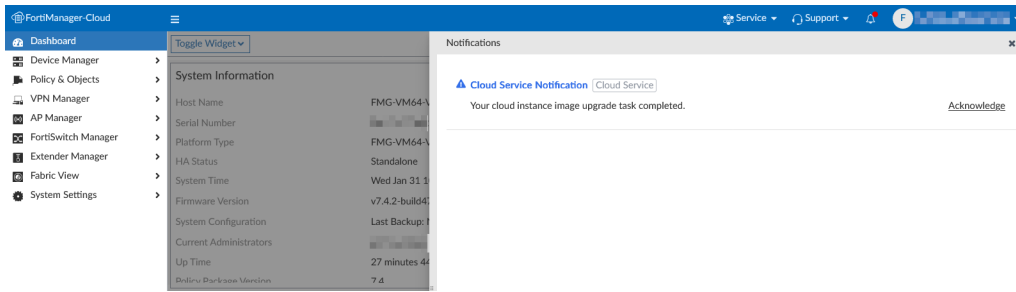 FortiManager-Cloud
Service
Support
F
Dashboard
Device Manager
Policy & Objects
VPN Manager
AP Manager
FortiSwitch Manager
Extender Manager
Fabric View
System Settings
Toggle Widget
System Information
Host Name FMG-VM64-V
Serial Number
Platform Type FMG-VM64-V
HA Status Standalone
System Time Wed Jan 31 1
Firmware Version v7.4.2-build47
System Configuration Last Backup:
Current Administrators
Up Time 27 minutes 44
Policy Package Version 7.4
Notifications
Cloud Service Notification Cloud Service
Your cloud instance image upgrade task completed. Acknowledge